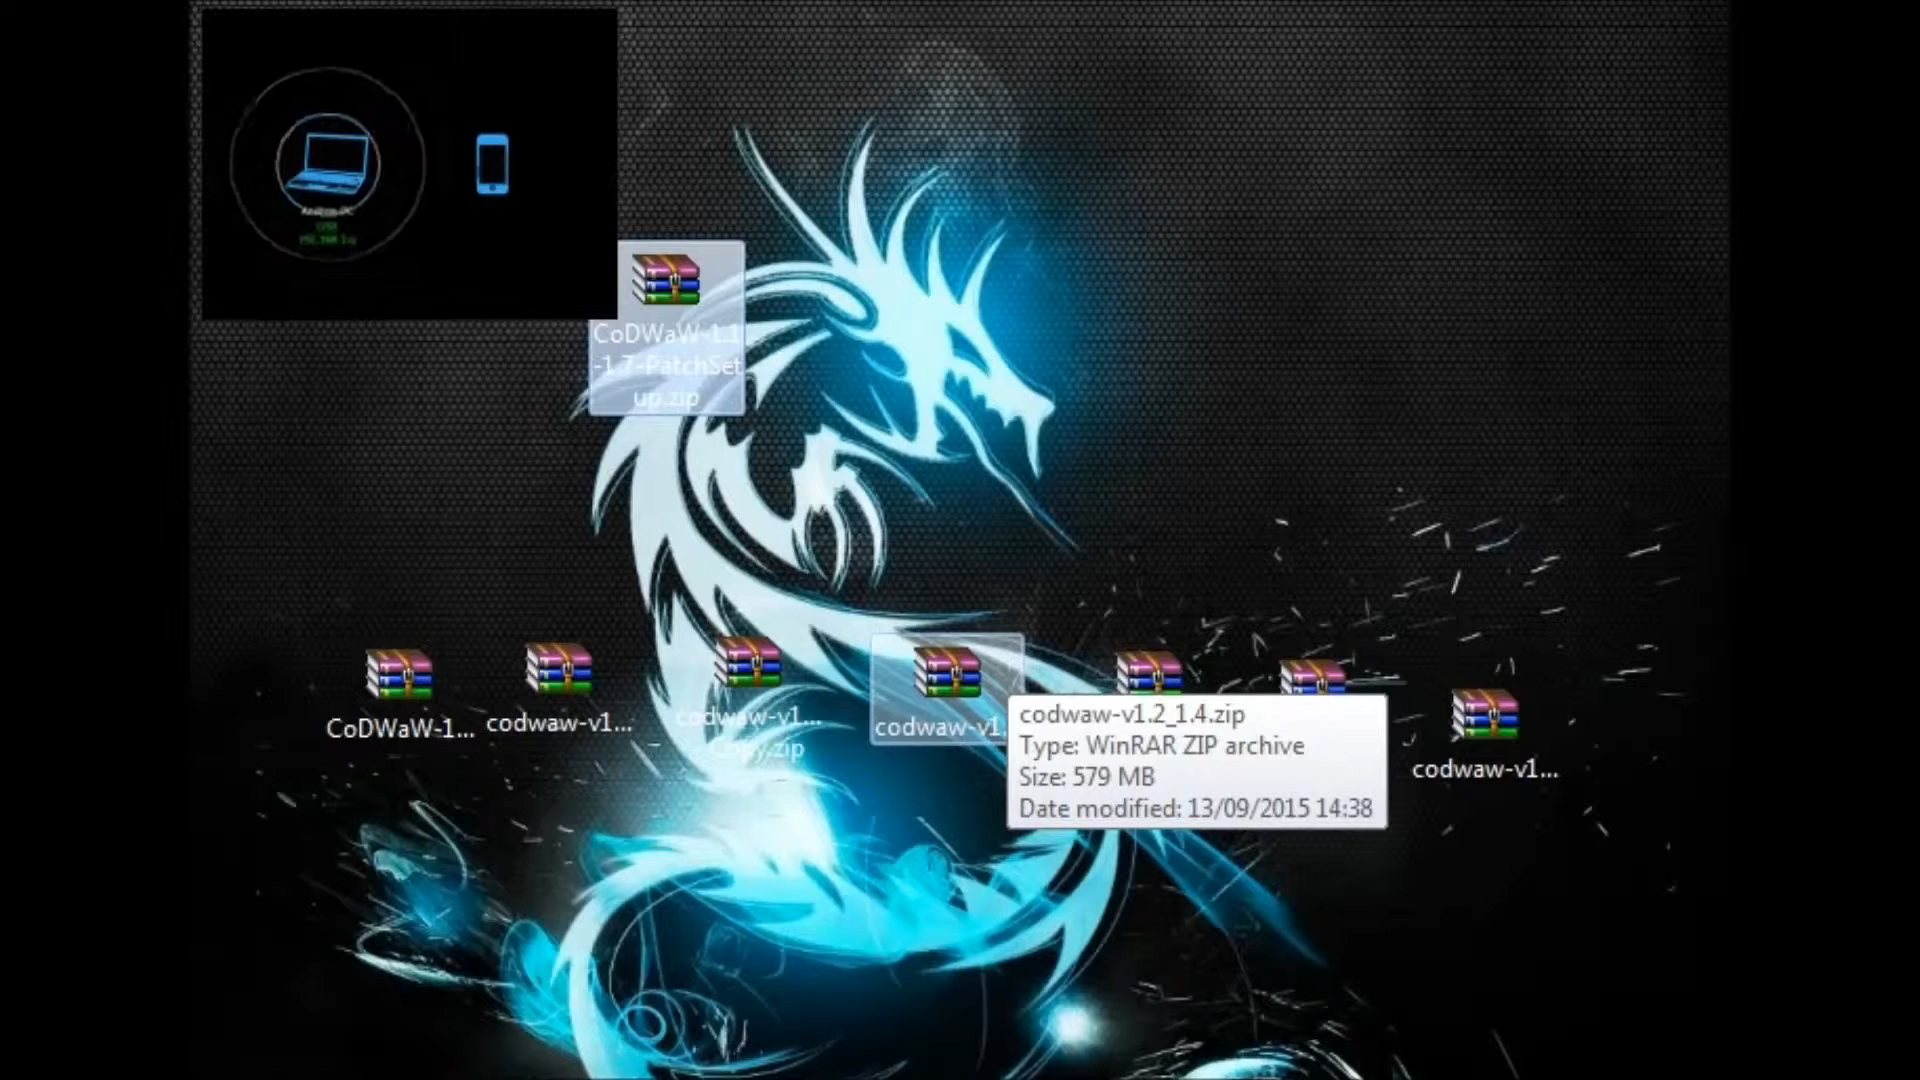 CoDWaW-1.1
-1.7-PatchSet
up.zip
CoDWaW-1...
codwaw-v1...
codwaw-v1...
Copy.zip
codwaw-v1.
codwaw-v1.2_1.4.zip
Type: WinRAR ZIP archive
Size: 579 MB
Date modified: 13/09/2015 14:38
codwaw-v1...